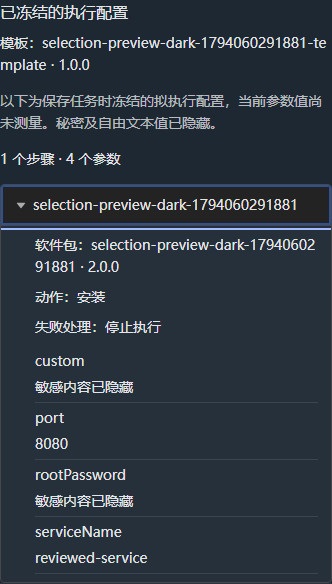 已冻结的执行配置
模板：selection-preview-dark-1794060291881-te
mplate · 1.0.0
以下为保存任务时冻结的拟执行配置，当前参数值尚
未测量。秘密及自由文本值已隐藏。
1 个步骤 · 4 个参数
selection-preview-dark-1794060291881
软件包：selection-preview-dark-17940602
91881 · 2.0.0
动作：安装
失败处理：停止执行
custom
敏感内容已隐藏
port
8080
rootPassword
敏感内容已隐藏
serviceName
reviewed-service